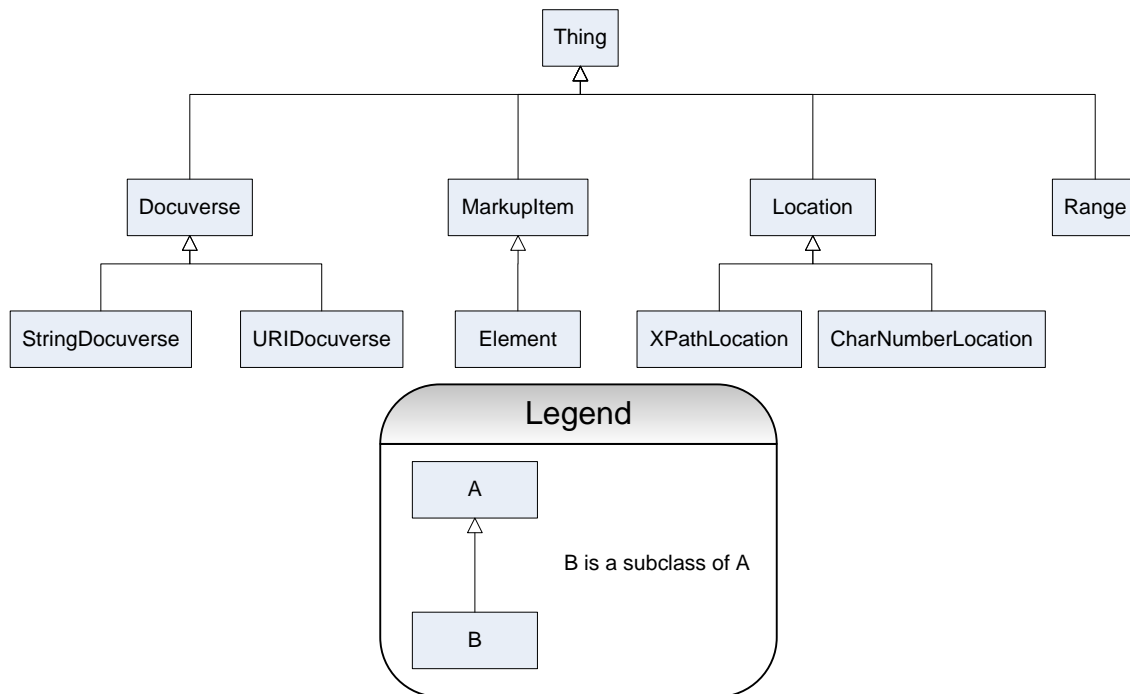 Thing
Docuverse
MarkupItem
Location
Range
StringDocuverse
URIDocuverse
Element
XPathLocation
CharNumberLocation
Legend
A
B is a subclass of A
B